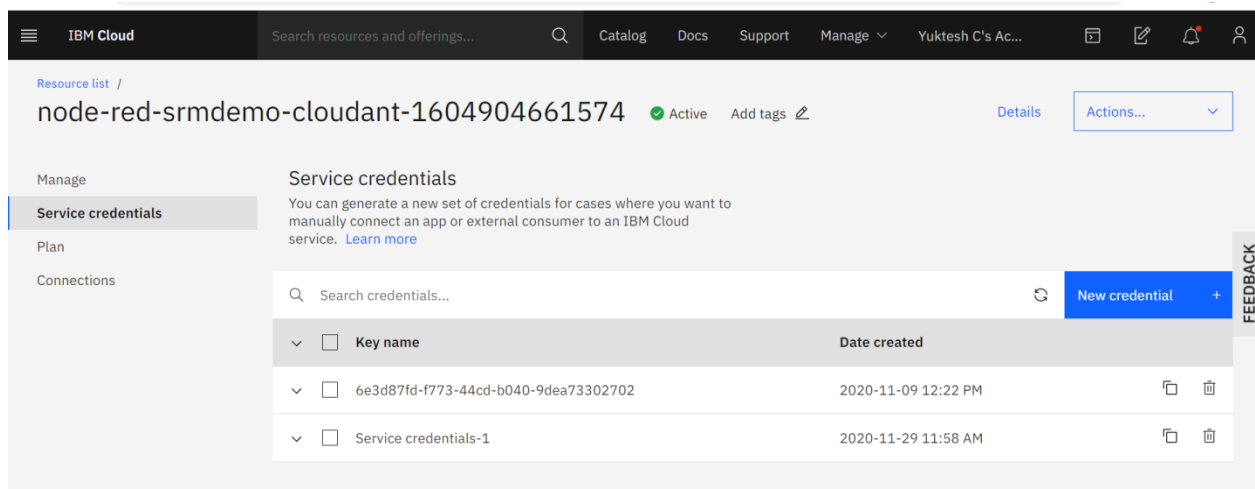 IBM Cloud Search resources and offerings... Catalog Docs Support Manage Yuktesh C's Ac...
Resource list /
node-red-srmdemo-cloudant-1604904661574 Active Add tags Details Actions...
Manage
Service credentials
Plan
Connections
Service credentials
You can generate a new set of credentials for cases where you want to
manually connect an app or external consumer to an IBM Cloud
service. Learn more
Search credentials... New credential +
Key name Date created
6e3d87fd-f773-44cd-b040-9dea73302702 2020-11-09 12:22 PM
Service credentials-1 2020-11-29 11:58 AM
FEEDBACK